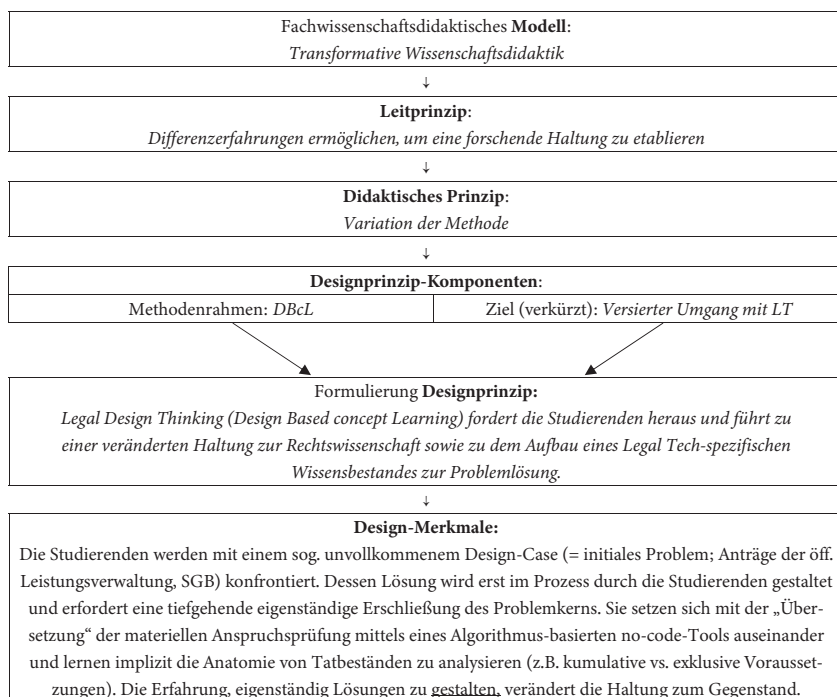 Fachwissenschaftsdidaktisches Modell:
Transformative Wissenschaftsdidaktik
↓
Leitprinzip:
Differenzerfahrungen ermöglichen, um eine forschende Haltung zu etablieren
↓
Didaktisches Prinzip:
Variation der Methode
↓
Designprinzip-Komponenten:
Methodenrahmen: DBcL
Ziel (verkürzt): Versierter Umgang mit LT
Formulierung Designprinzip:
Legal Design Thinking (Design Based concept Learning) fordert die Studierenden heraus und führt zu
einer veränderten Haltung zur Rechtswissenschaft sowie zu dem Aufbau eines Legal Tech-spezifischen
Wissensbestandes zur Problemlösung.
↓
Design-Merkmale:
Die Studierenden werden mit einem sog. unvollkommenem Design-Case (= initiales Problem; Anträge der öff.
Leistungsverwaltung, SGB) konfrontiert. Dessen Lösung wird erst im Prozess durch die Studierenden gestaltet
und erfordert eine tiefgehende eigenständige Erschließung des Problemkerns. Sie setzen sich mit der „Über-
setzung“ der materiellen Anspruchsprüfung mittels eines Algorithmus-basierten no-code-Tools auseinander
und lernen implizit die Anatomie von Tatbeständen zu analysieren (z.B. kumulative vs. exklusive Vorausset-
zungen). Die Erfahrung, eigenständig Lösungen zu gestalten, verändert die Haltung zum Gegenstand.